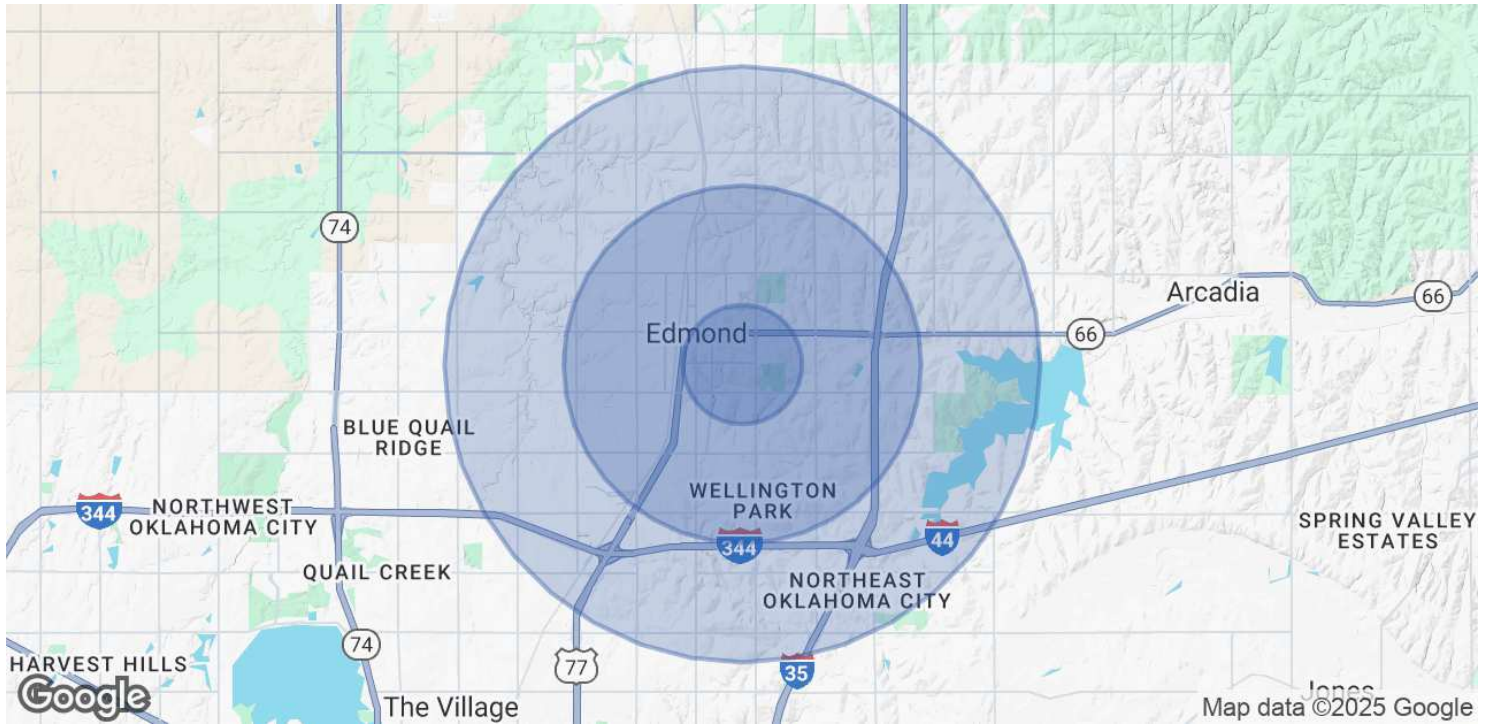 74
Arcadia
66
Edmond
66
BLUE QUAIL
RIDGE
WELLINGTON
PARK
344
NORTHWEST
OKLAHOMA CITY
SPRING VALLEY
ESTATES
344
44
QUAIL CREEK
NORTHEAST
OKLAHOMA CITY
74
HARVEST HILLS
77
35
Google
The Village
Jones
Map data ©2025 Google